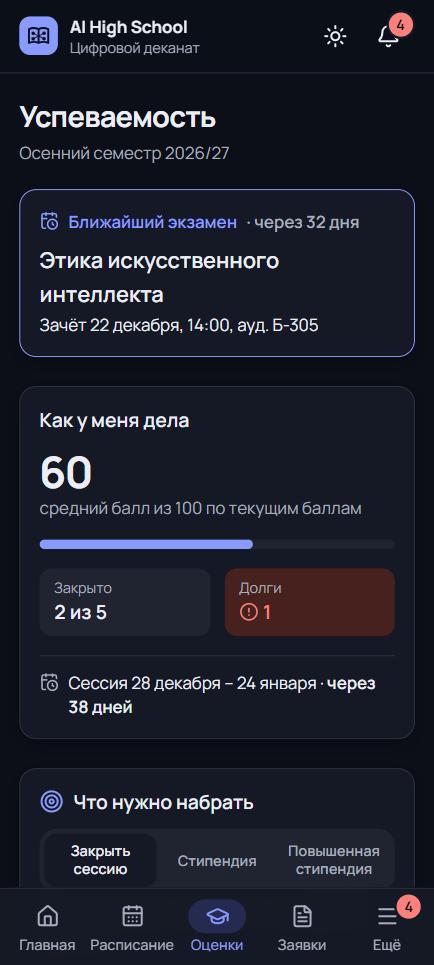 AI High School
Цифровой деканат
4
Успеваемость
Осенний семестр 2026/27
Ближайший экзамен · через 32 дня
Этика искусственного
интеллекта
Зачёт 22 декабря, 14:00, ауд. Б-305
Как у меня дела
60
средний балл из 100 по текущим баллам
Закрыто
2 из 5
Долги
1
Сессия 28 декабря – 24 января · через
38 дней
Что нужно набрать
Закрыть
сессию
Стипендия
Повышенная
стипендия
4
Главная
Расписание
Оценки
Заявки
Ещё